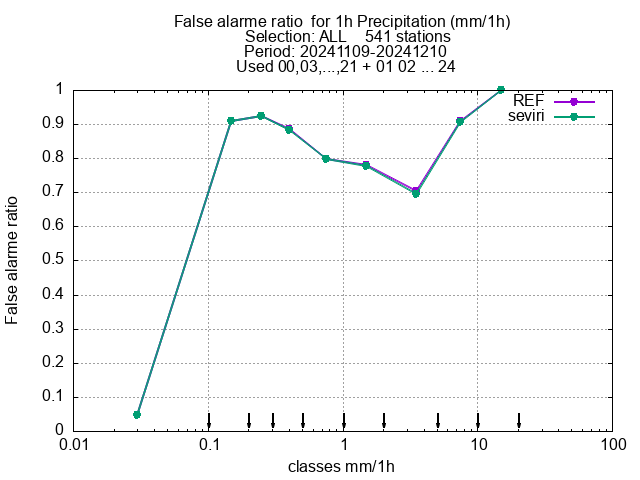 False alarme ratio  for 1h Precipitation (mm/1h)
Selection: ALL    541 stations
Period: 20241109-20241210
Used 00,03,...,21 + 01 02 ... 24
REF
seviri
1
0.9
0.8
0.7
0.6
0.5
0.4
0.3
0.2
0.1
0
False alarme ratio
0.01 0.1 1 10 100
classes mm/1h